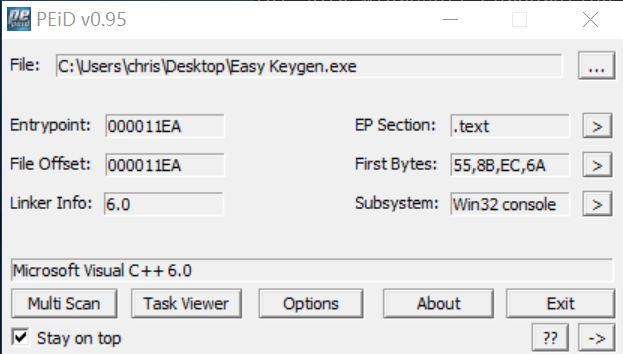 PEiD v0.95
File: C:\Users\chris\Desktop\Easy Keygen.exe ...
Entrypoint: 000011EA EP Section: .text >
File Offset: 000011EA First Bytes: 55,8B,EC,6A >
Linker Info: 6.0 Subsystem: Win32 console >
Microsoft Visual C++ 6.0
Multi Scan Task Viewer Options About Exit
Stay on top ?? ->